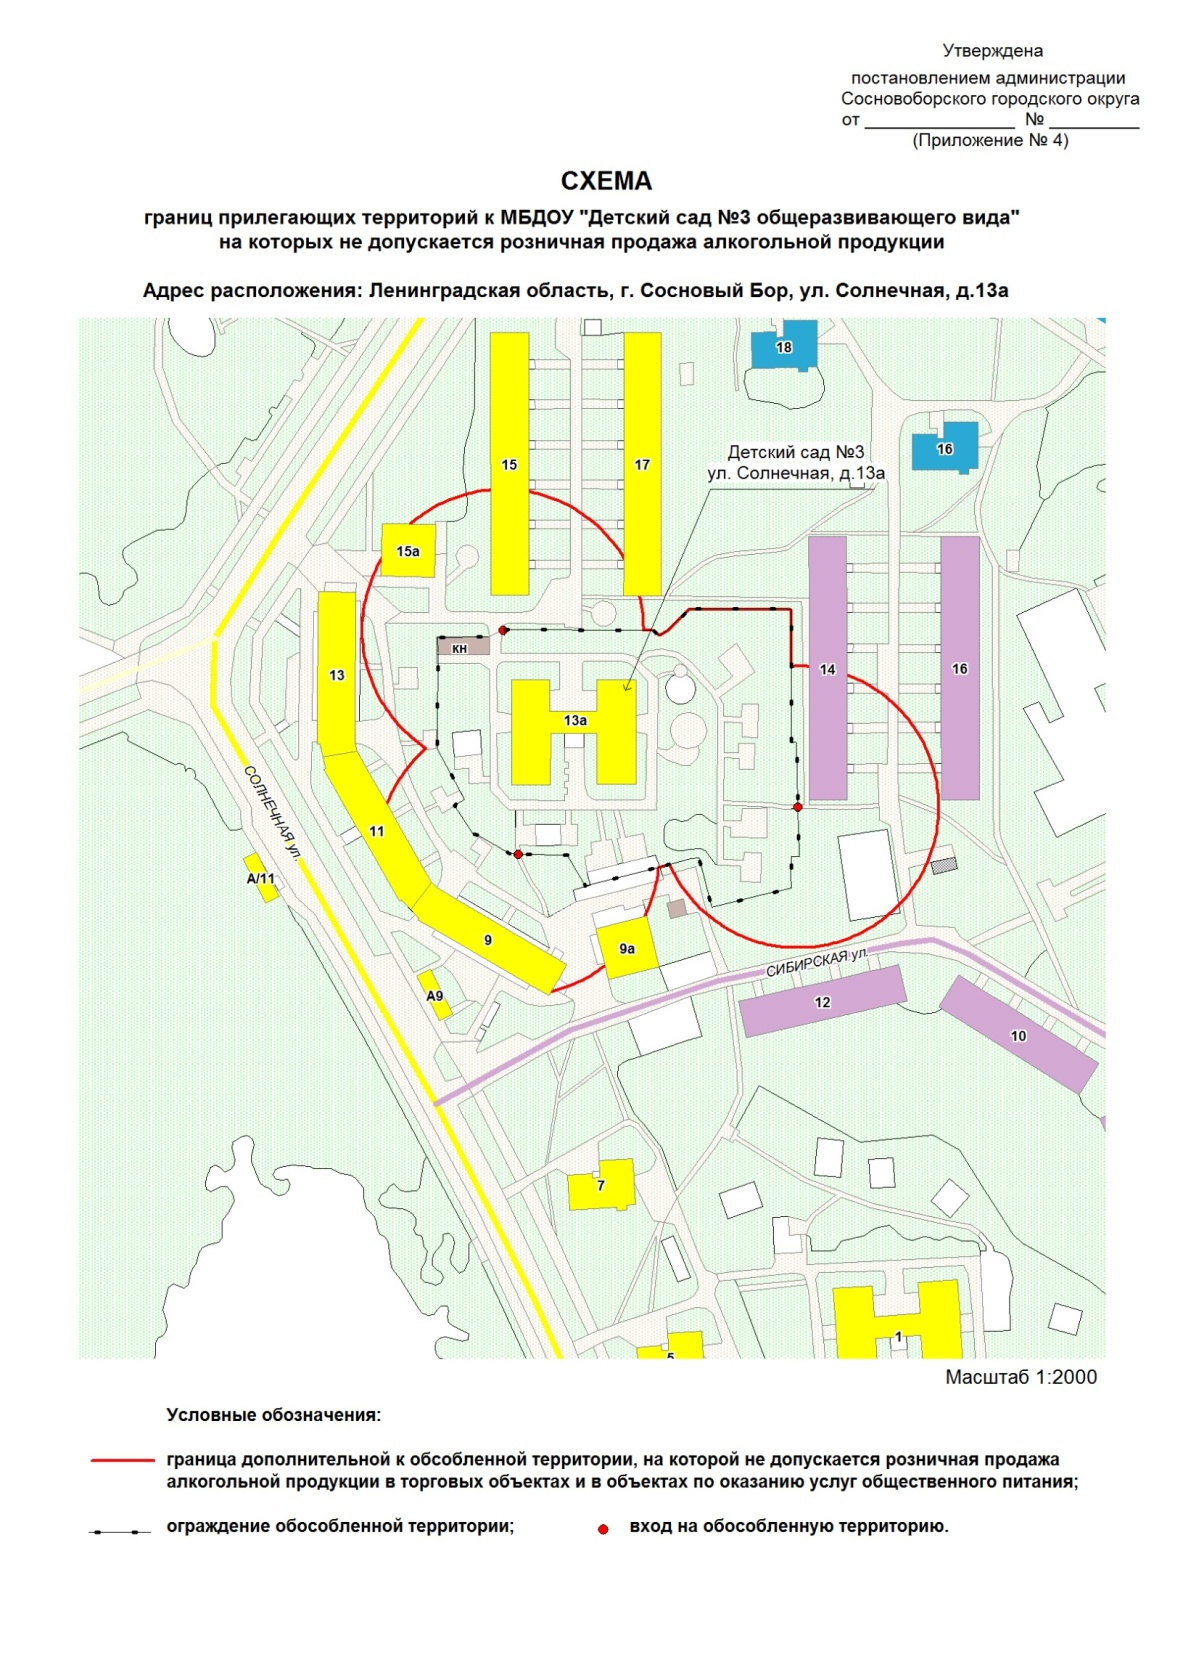 Утверждена
постановлением администрации
Сосновоборского городского округа
от _______________ № _________
(Приложение № 4)
СХЕМА
границ прилегающих территорий к МБДОУ "Детский сад №3 общеразвивающего вида"
на которых не допускается розничная продажа алкогольной продукции
Адрес расположения: Ленинградская область, г. Сосновый Бор, ул. Солнечная, д.13а
18
16
Детский сад №3
ул. Солнечная, д.13а
15
17
15а
кн
13
14
16
13а
СОЛНЕЧНАЯ ул.
11
А/11
9
9а
СИБИРСКАЯ ул.
А9
12
10
7
1
5
Масштаб 1:2000
Условные обозначения:
граница дополнительной к обсобленной территории, на которой не допускается розничная продажа
алкогольной продукции в торговых объектах и в объектах по оказанию услуг общественного питания;
ограждение обособленной территории;
вход на обособленную территорию.